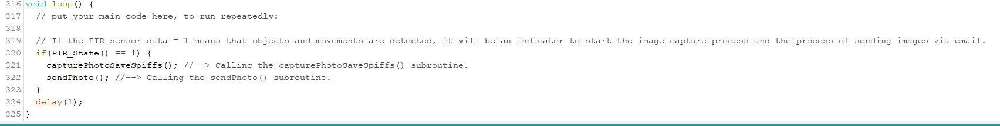 316 void loop() {
317   // put your main code here, to run repeatedly:
318
319   // If the PIR sensor data = 1 means that objects and movements are detected, it will be an indicator to start the image capture process and the process of sending images via email.
320   if(PIR_State() == 1) {
321     capturePhotoSaveSpiffs(); //--> Calling the capturePhotoSaveSpiffs() subroutine.
322     sendPhoto(); //--> Calling the sendPhoto() subroutine.
323   }
324   delay(1);
325 }